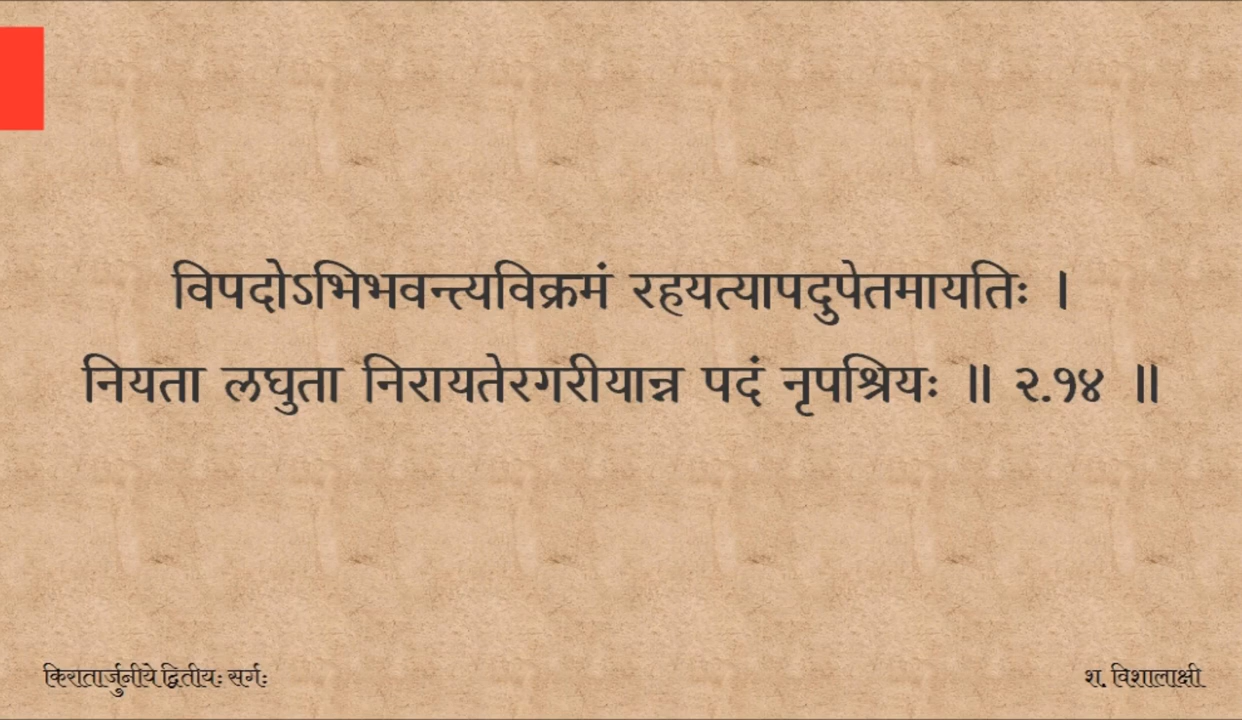 विपदोऽभिभवन्त्यविक्रमं रहयत्यापदुपेतमायतिः ।
नियता लघुता निरायतेरगरीयान्न पदं नृपश्रियः ॥ २.१४ ॥
किरातार्जुनीये द्वितीयः सर्गः
श. विशालाक्षी